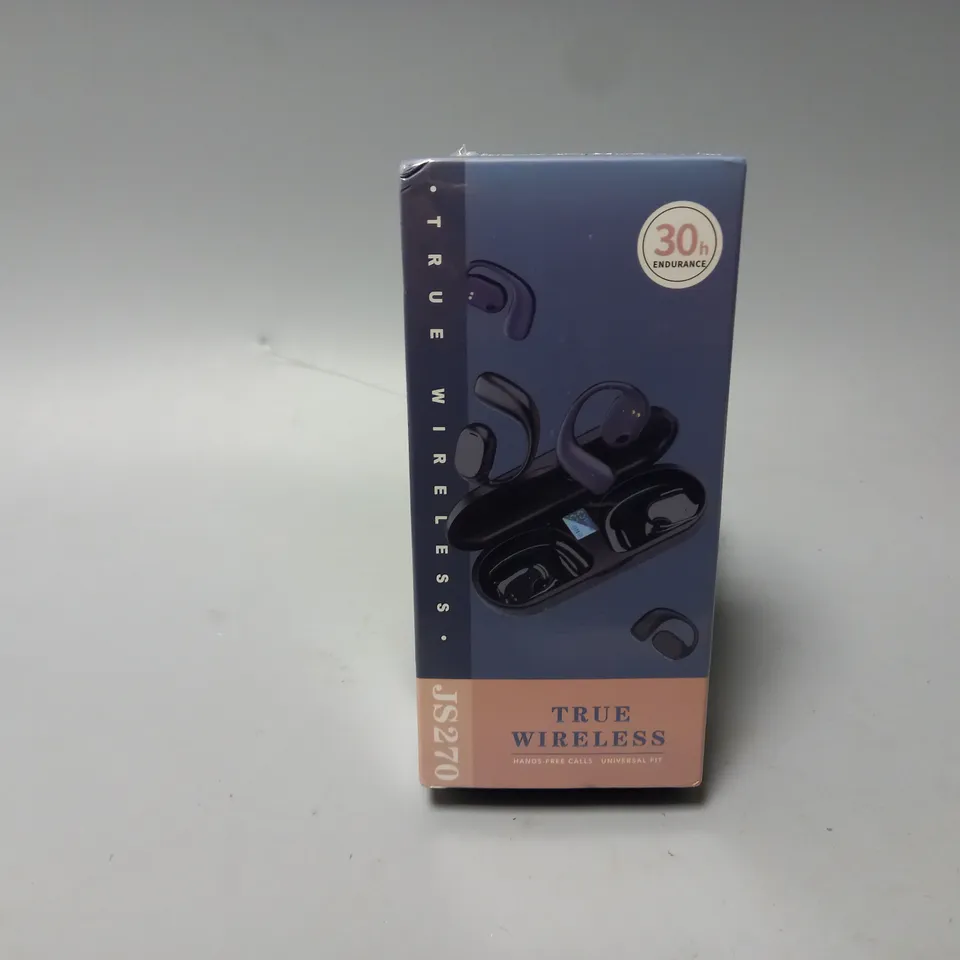 • TRUE WIRELESS •
30h
ENDURANCE
JS270
TRUE
WIRELESS
HANDS-FREE CALLS UNIVERSAL FIT